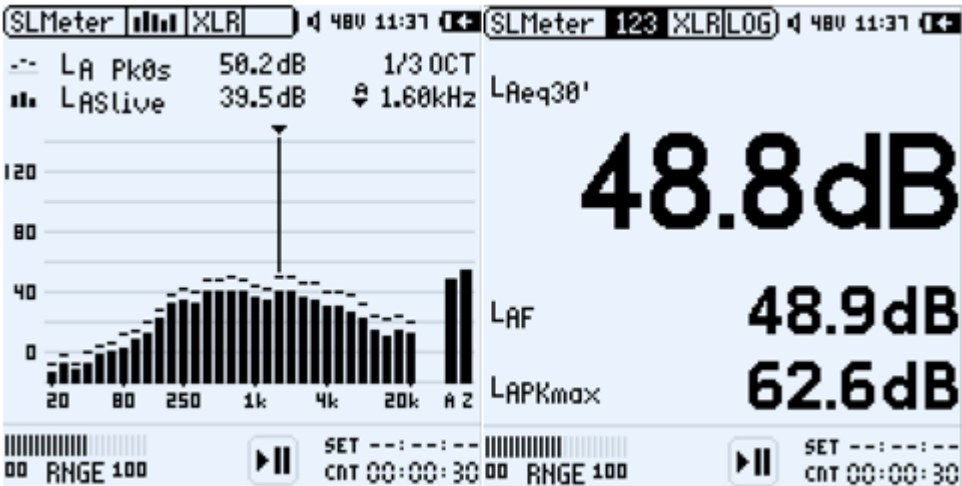 SLMeter XLR 48V 11:37
LA Pk0s 50.2dB 1/3 OCT
LASlive 39.5dB A 1.60kHz
120
80
40
0
20 80 250 1k 4k 20k A Z
SET --:--:--
00 RNGE 100 CNT 00:00:30
SLMeter 123 XLR LOG 48V 11:37
LAeq30'
48.8dB
LAF 48.9dB
LAPKmax 62.6dB
SET --:--:--
00 RNGE 100 CNT 00:00:30